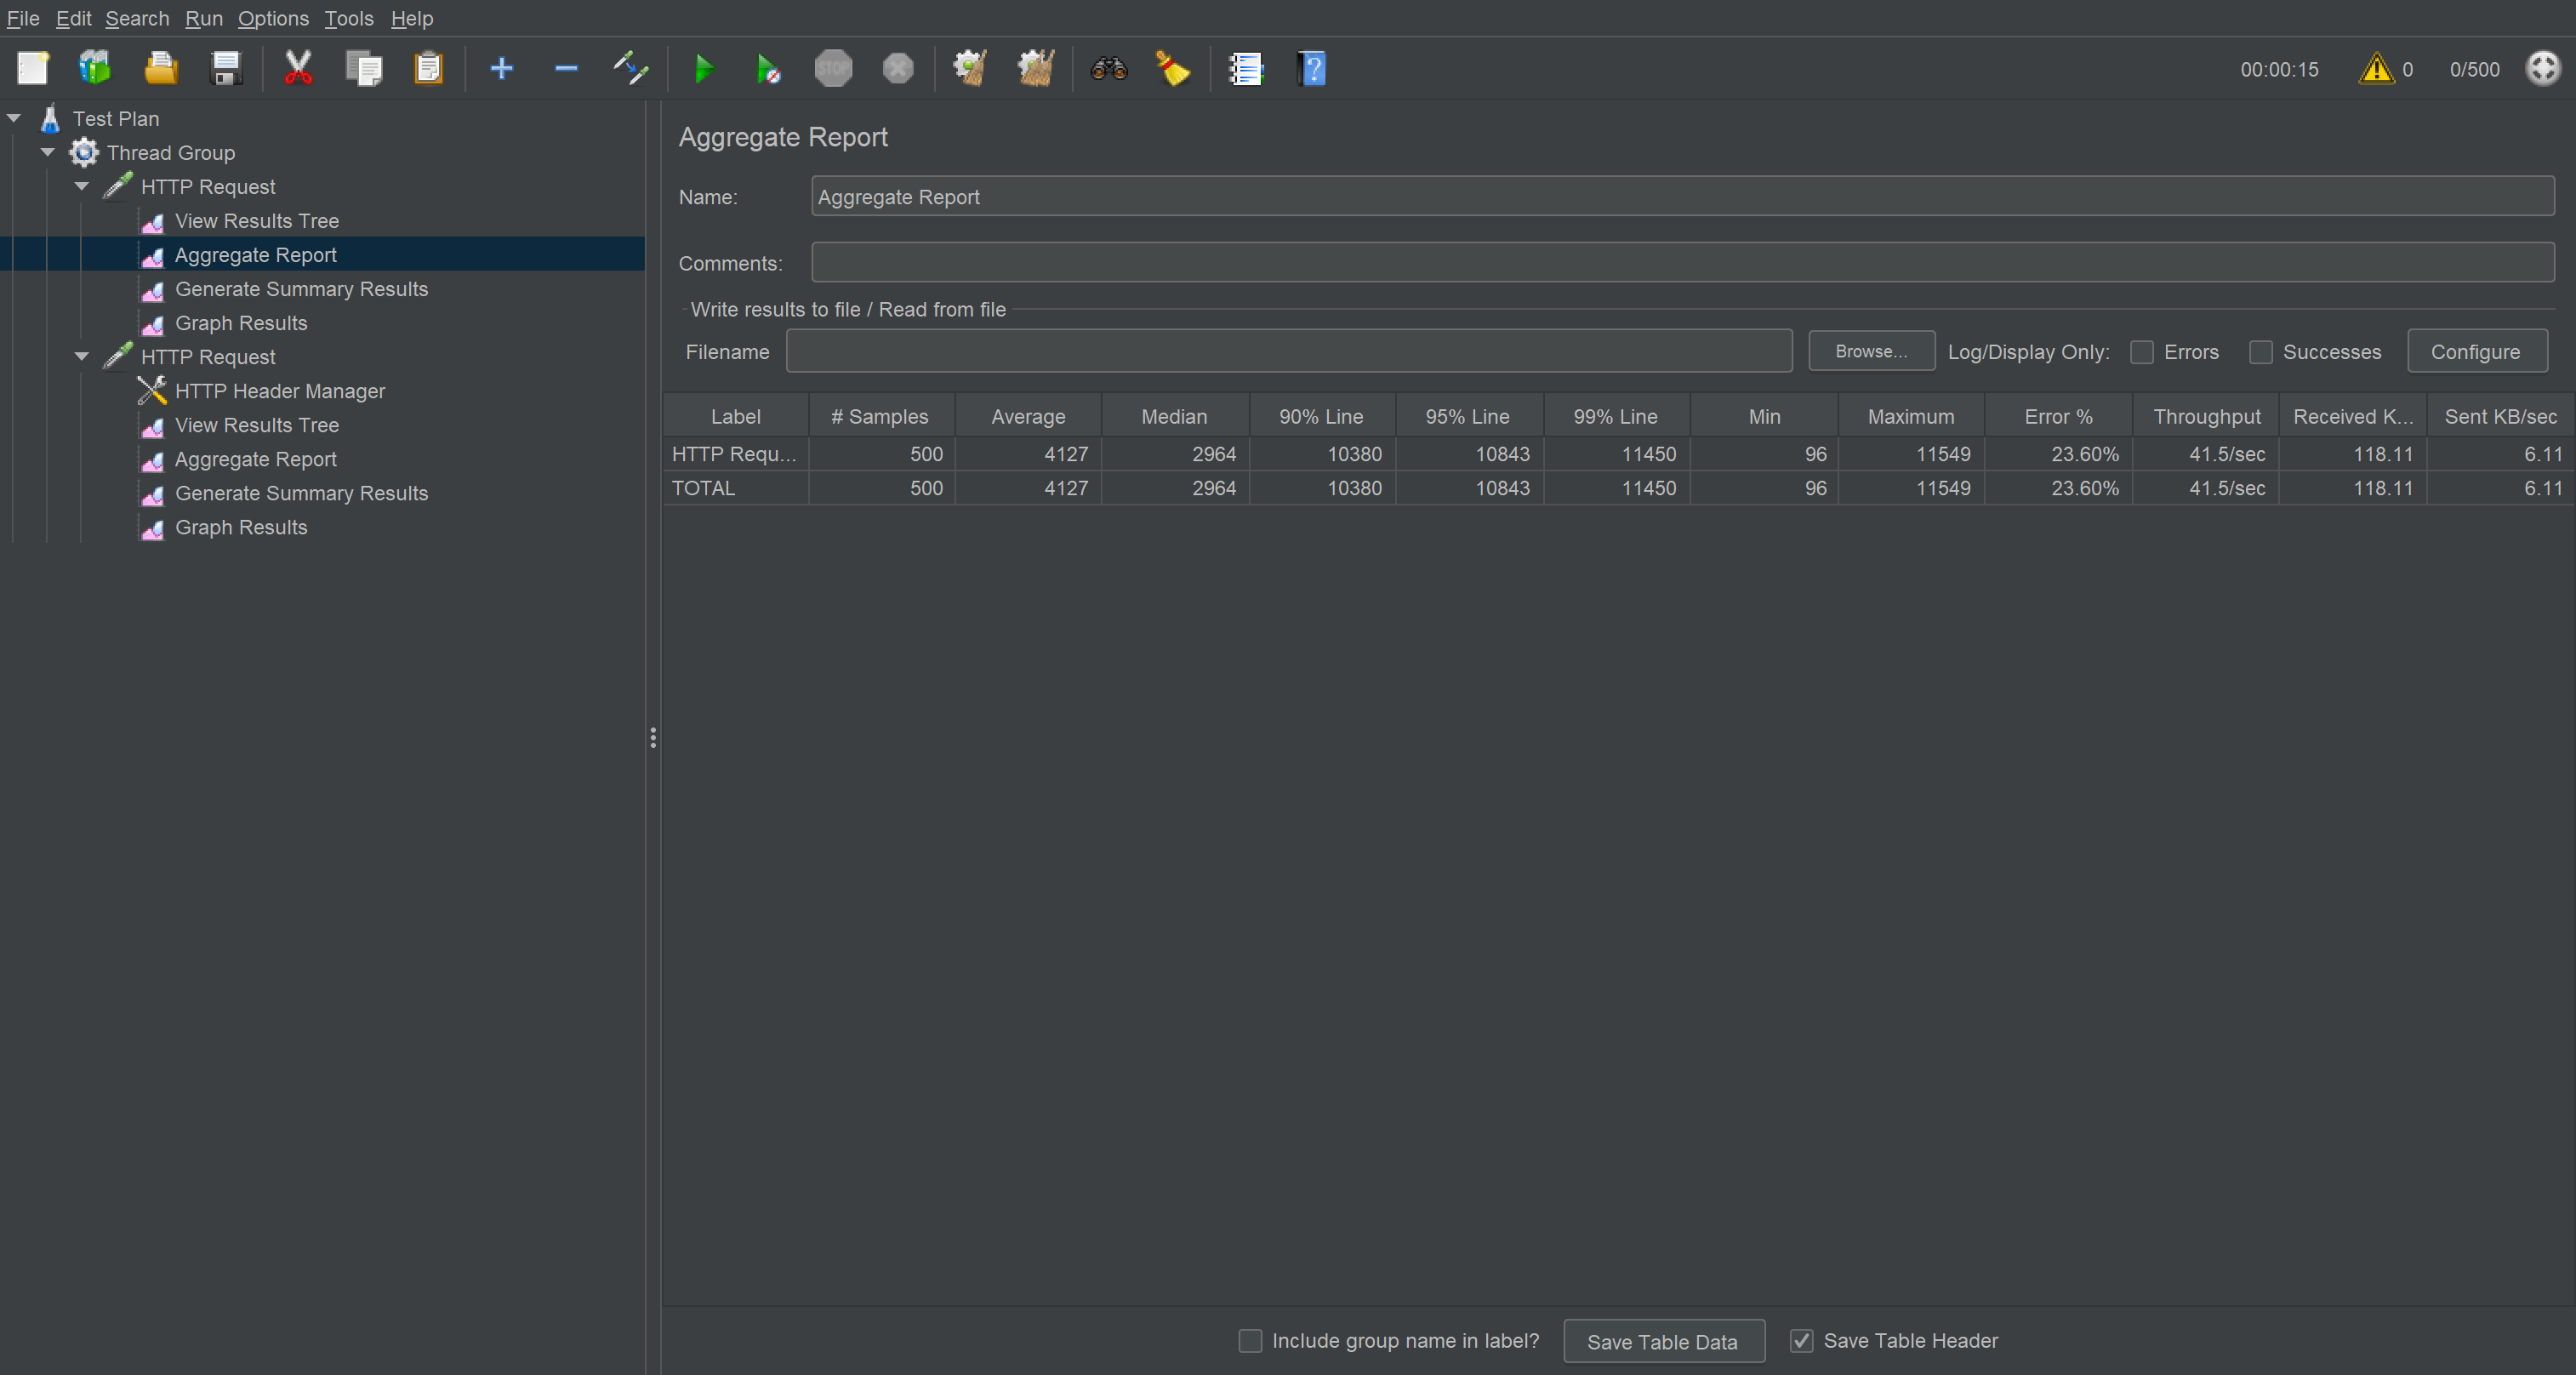 File Edit Search Run Options Tools Help
STOP
?
00:00:15 0 0/500
Test Plan
Thread Group
HTTP Request
View Results Tree
Aggregate Report
Generate Summary Results
Graph Results
HTTP Request
HTTP Header Manager
View Results Tree
Aggregate Report
Generate Summary Results
Graph Results
Aggregate Report
Name: Aggregate Report
Comments:
Write results to file / Read from file
Filename Browse... Log/Display Only: Errors Successes Configure
Label # Samples Average Median 90% Line 95% Line 99% Line Min Maximum Error % Throughput Received K... Sent KB/sec
HTTP Requ... 500 4127 2964 10380 10843 11450 96 11549 23.60% 41.5/sec 118.11 6.11
TOTAL 500 4127 2964 10380 10843 11450 96 11549 23.60% 41.5/sec 118.11 6.11
Include group name in label? Save Table Data Save Table Header